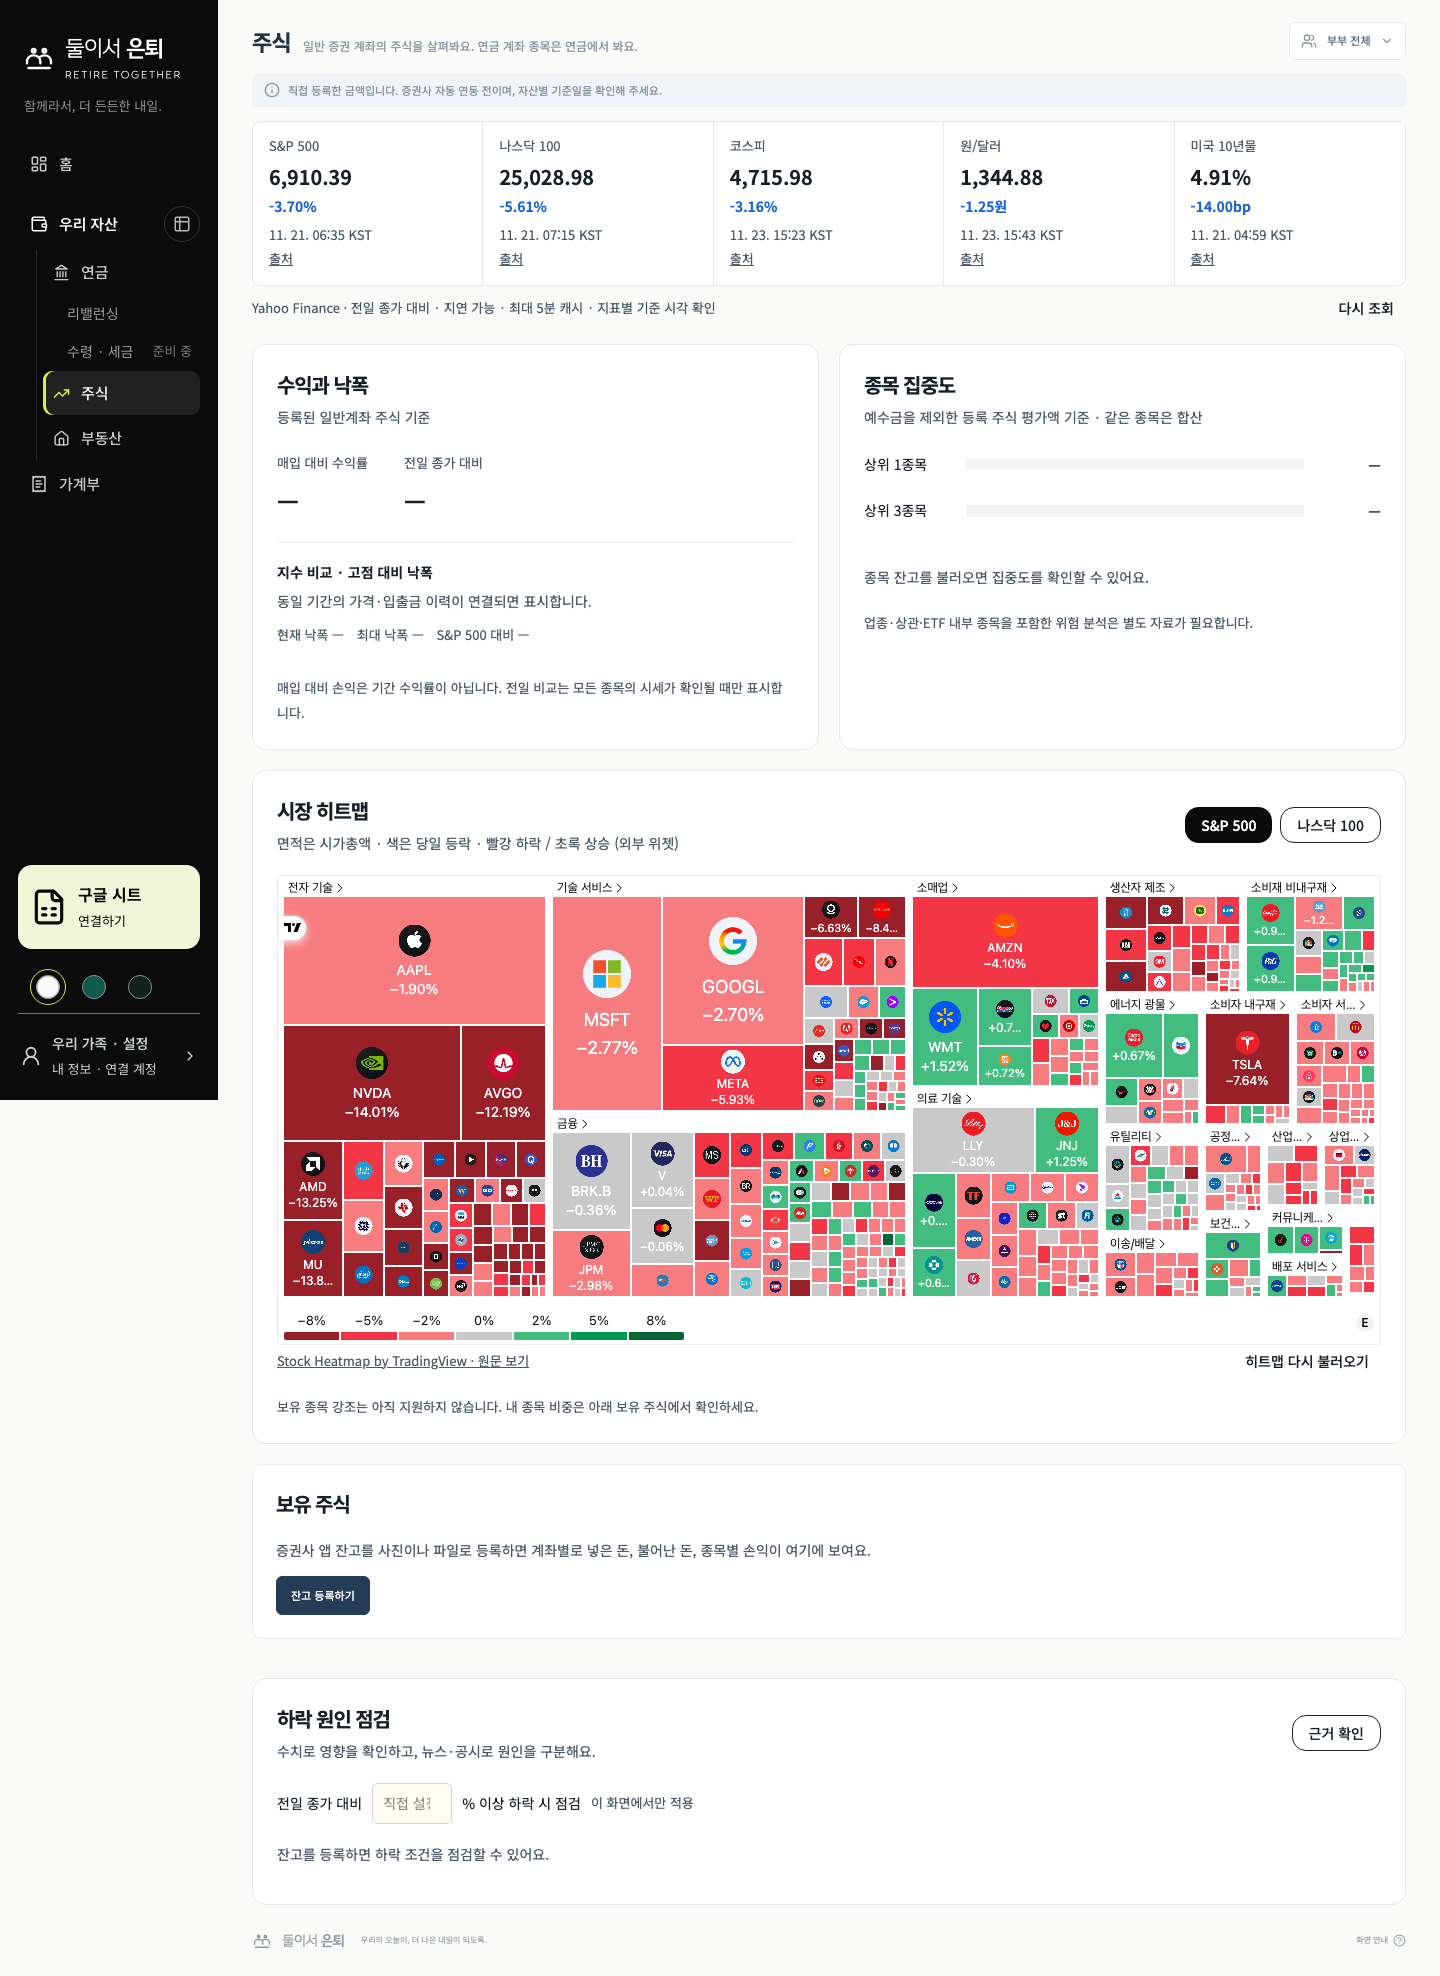 둘이서 은퇴
RETIRE TOGETHER
함께라서, 더 든든한 내일.
홈
우리 자산
연금
리밸런싱
수령 · 세금 준비 중
주식
부동산
가계부
구글 시트
연결하기
우리 가족 · 설정
내 정보 · 연결 계정
주식 일반 증권 계좌의 주식을 살펴봐요. 연금 계좌 종목은 연금에서 봐요.
부부 전체
직접 등록한 금액입니다. 증권사 자동 연동 전이며, 자산별 기준일을 확인해 주세요.
S&P 500
6,910.39
-3.70%
11. 21. 06:35 KST
출처
나스닥 100
25,028.98
-5.61%
11. 21. 07:15 KST
출처
코스피
4,715.98
-3.16%
11. 23. 15:23 KST
출처
원/달러
1,344.88
-1.25원
11. 23. 15:43 KST
출처
미국 10년물
4.91%
-14.00bp
11. 21. 04:59 KST
출처
Yahoo Finance · 전일 종가 대비 · 지연 가능 · 최대 5분 캐시 · 지표별 기준 시각 확인
다시 조회
수익과 낙폭
등록된 일반계좌 주식 기준
매입 대비 수익률 전일 종가 대비
— —
지수 비교 · 고점 대비 낙폭
동일 기간의 가격·입출금 이력이 연결되면 표시합니다.
현재 낙폭 — 최대 낙폭 — S&P 500 대비 —
매입 대비 손익은 기간 수익률이 아닙니다. 전일 비교는 모든 종목의 시세가 확인될 때만 표시합
니다.
종목 집중도
예수금을 제외한 등록 주식 평가액 기준 · 같은 종목은 합산
상위 1종목 —
상위 3종목 —
종목 잔고를 불러오면 집중도를 확인할 수 있어요.
업종·상관·ETF 내부 종목을 포함한 위험 분석은 별도 자료가 필요합니다.
시장 히트맵
면적은 시가총액 · 색은 당일 등락 · 빨강 하락 / 초록 상승 (외부 위젯)
S&P 500
나스닥 100
전자 기술
AAPL
−1.90%
NVDA
−14.01%
AVGO
−12.19%
AMD
−13.25%
MU
−13.8...
기술 서비스
MSFT
−2.77%
GOOGL
−2.70%
META
−5.93%
−6.63%
−8.4...
금융
BRK.B
−0.36%
V
+0.04%
−0.06%
JPM
−2.98%
소매업
AMZN
−4.10%
WMT
+1.52%
+0.7...
+0.72%
의료 기술
LLY
−0.30%
JNJ
+1.25%
+0....
+0.6...
생산자 제조
소비재 비내구재
+0.9...
−1.2...
+0.9...
에너지 광물
+0.67%
소비자 내구재
TSLA
−7.64%
소비자 서...
유틸리티
공정...
산업...
상업...
보건...
커뮤니케...
이송/배달
배포 서비스
−8% −5% −2% 0% 2% 5% 8%
E
Stock Heatmap by TradingView · 원문 보기
히트맵 다시 불러오기
보유 종목 강조는 아직 지원하지 않습니다. 내 종목 비중은 아래 보유 주식에서 확인하세요.
보유 주식
증권사 앱 잔고를 사진이나 파일로 등록하면 계좌별로 넣은 돈, 불어난 돈, 종목별 손익이 여기에 보여요.
잔고 등록하기
하락 원인 점검
수치로 영향을 확인하고, 뉴스·공시로 원인을 구분해요.
근거 확인
전일 종가 대비 직접 설정 % 이상 하락 시 점검 이 화면에서만 적용
잔고를 등록하면 하락 조건을 점검할 수 있어요.
둘이서 은퇴 우리의 오늘이, 더 나은 내일이 되도록.
화면 안내